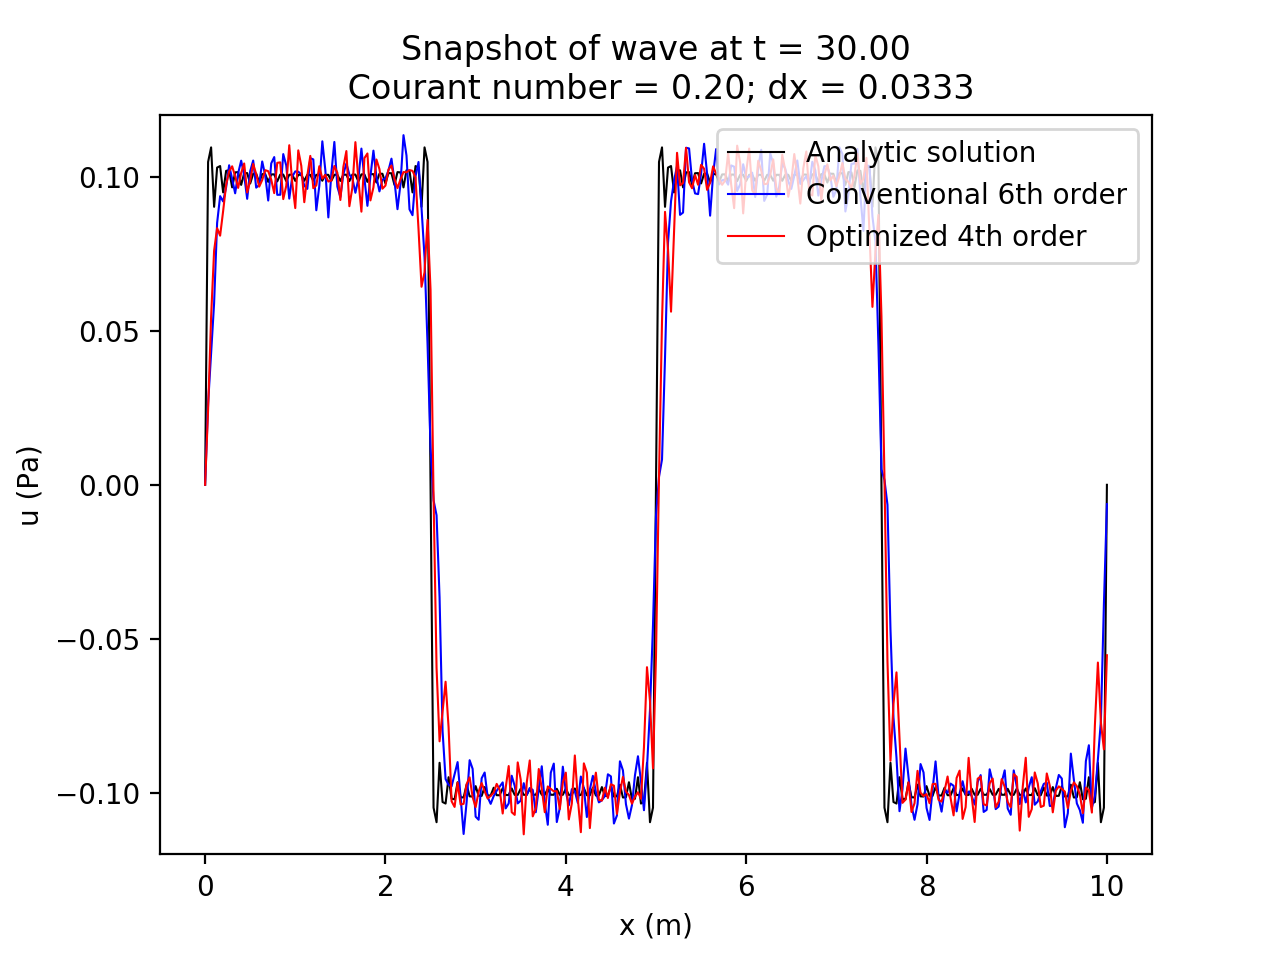 Snapshot of wave at t = 30.00
Courant number = 0.20; dx = 0.0333
Analytic solution
Conventional 6th order
Optimized 4th order
0.10
0.05
0.00
−0.05
−0.10
u (Pa)
0 2 4 6 8 10
x (m)